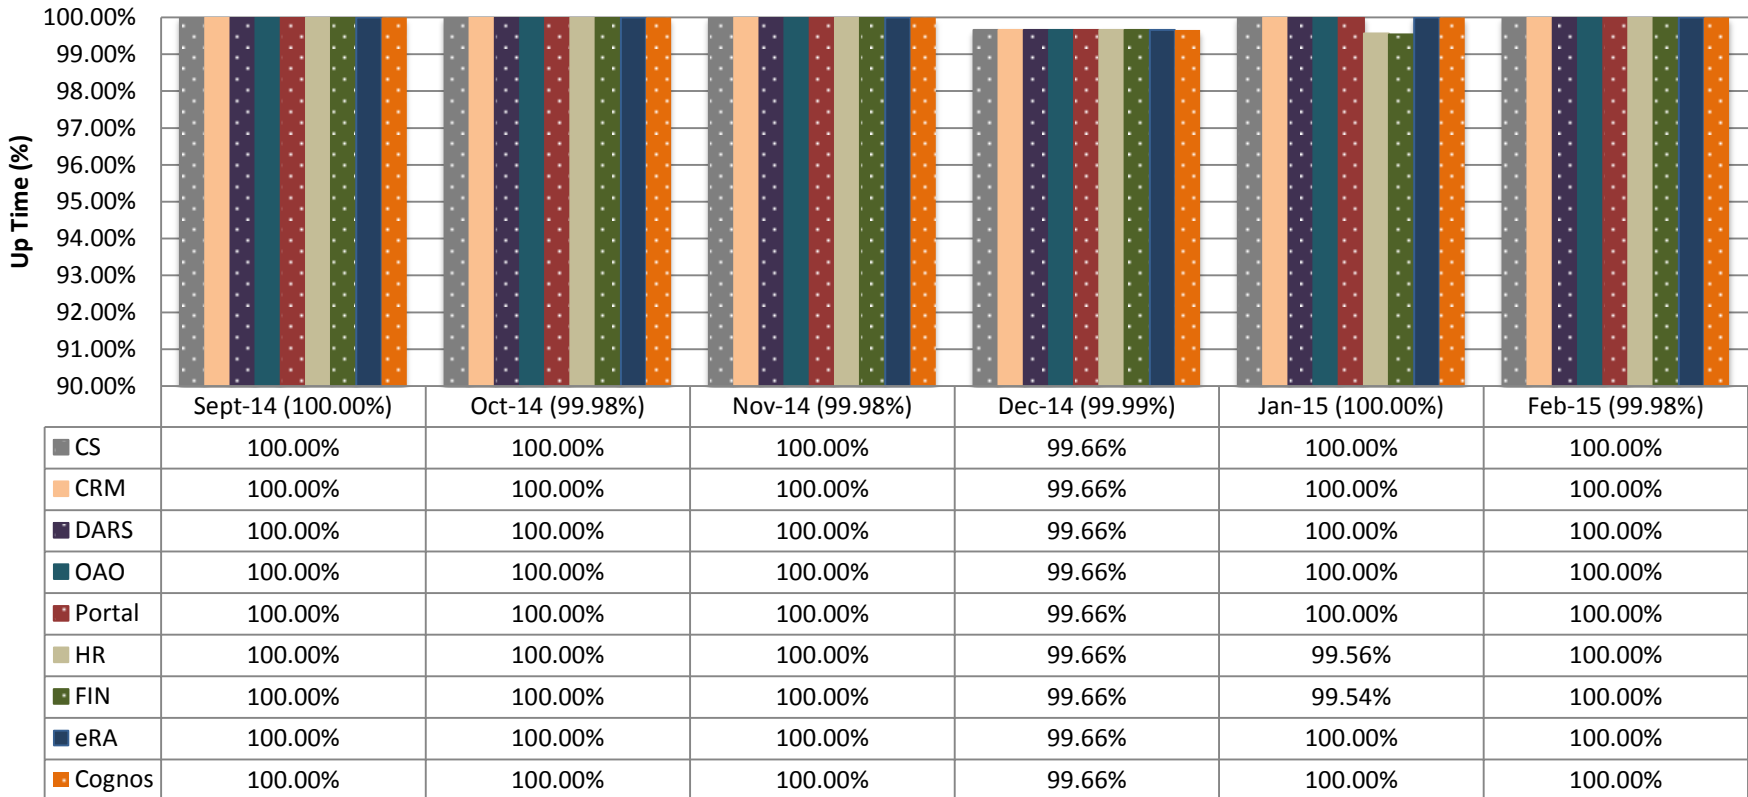 Up Time (%)
100.00%
99.00%
98.00%
97.00%
96.00%
95.00%
94.00%
93.00%
92.00%
91.00%
90.00%
Sept-14 (100.00%) Oct-14 (99.98%) Nov-14 (99.98%) Dec-14 (99.99%) Jan-15 (100.00%) Feb-15 (99.98%)
CS 100.00% 100.00% 100.00% 99.66% 100.00% 100.00%
CRM 100.00% 100.00% 100.00% 99.66% 100.00% 100.00%
DARS 100.00% 100.00% 100.00% 99.66% 100.00% 100.00%
OAO 100.00% 100.00% 100.00% 99.66% 100.00% 100.00%
Portal 100.00% 100.00% 100.00% 99.66% 100.00% 100.00%
HR 100.00% 100.00% 100.00% 99.66% 99.56% 100.00%
FIN 100.00% 100.00% 100.00% 99.66% 99.54% 100.00%
eRA 100.00% 100.00% 100.00% 99.66% 100.00% 100.00%
Cognos 100.00% 100.00% 100.00% 99.66% 100.00% 100.00%